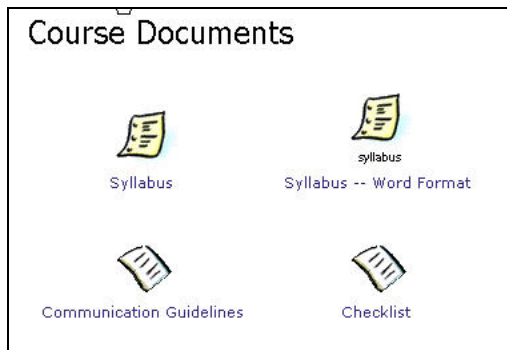 Course Documents
syllabus
Syllabus
Syllabus -- Word Format
Communication Guidelines
Checklist